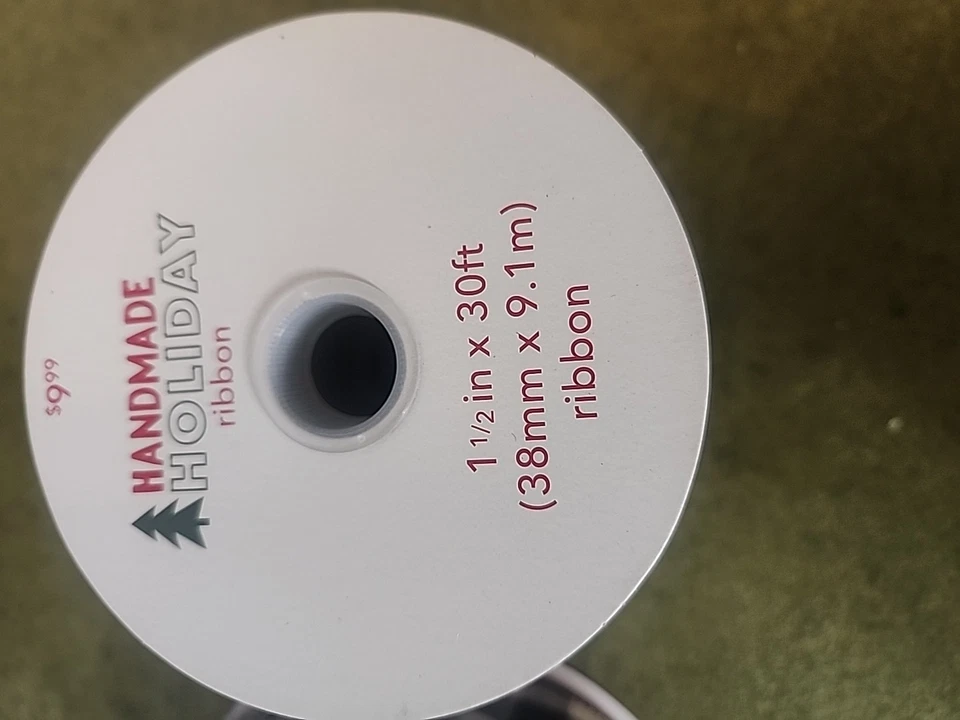 $9.99
HANDMADE
HOLIDAY
ribbon
1 1/2 in x 30ft
(38mm x 9.1m)
ribbon